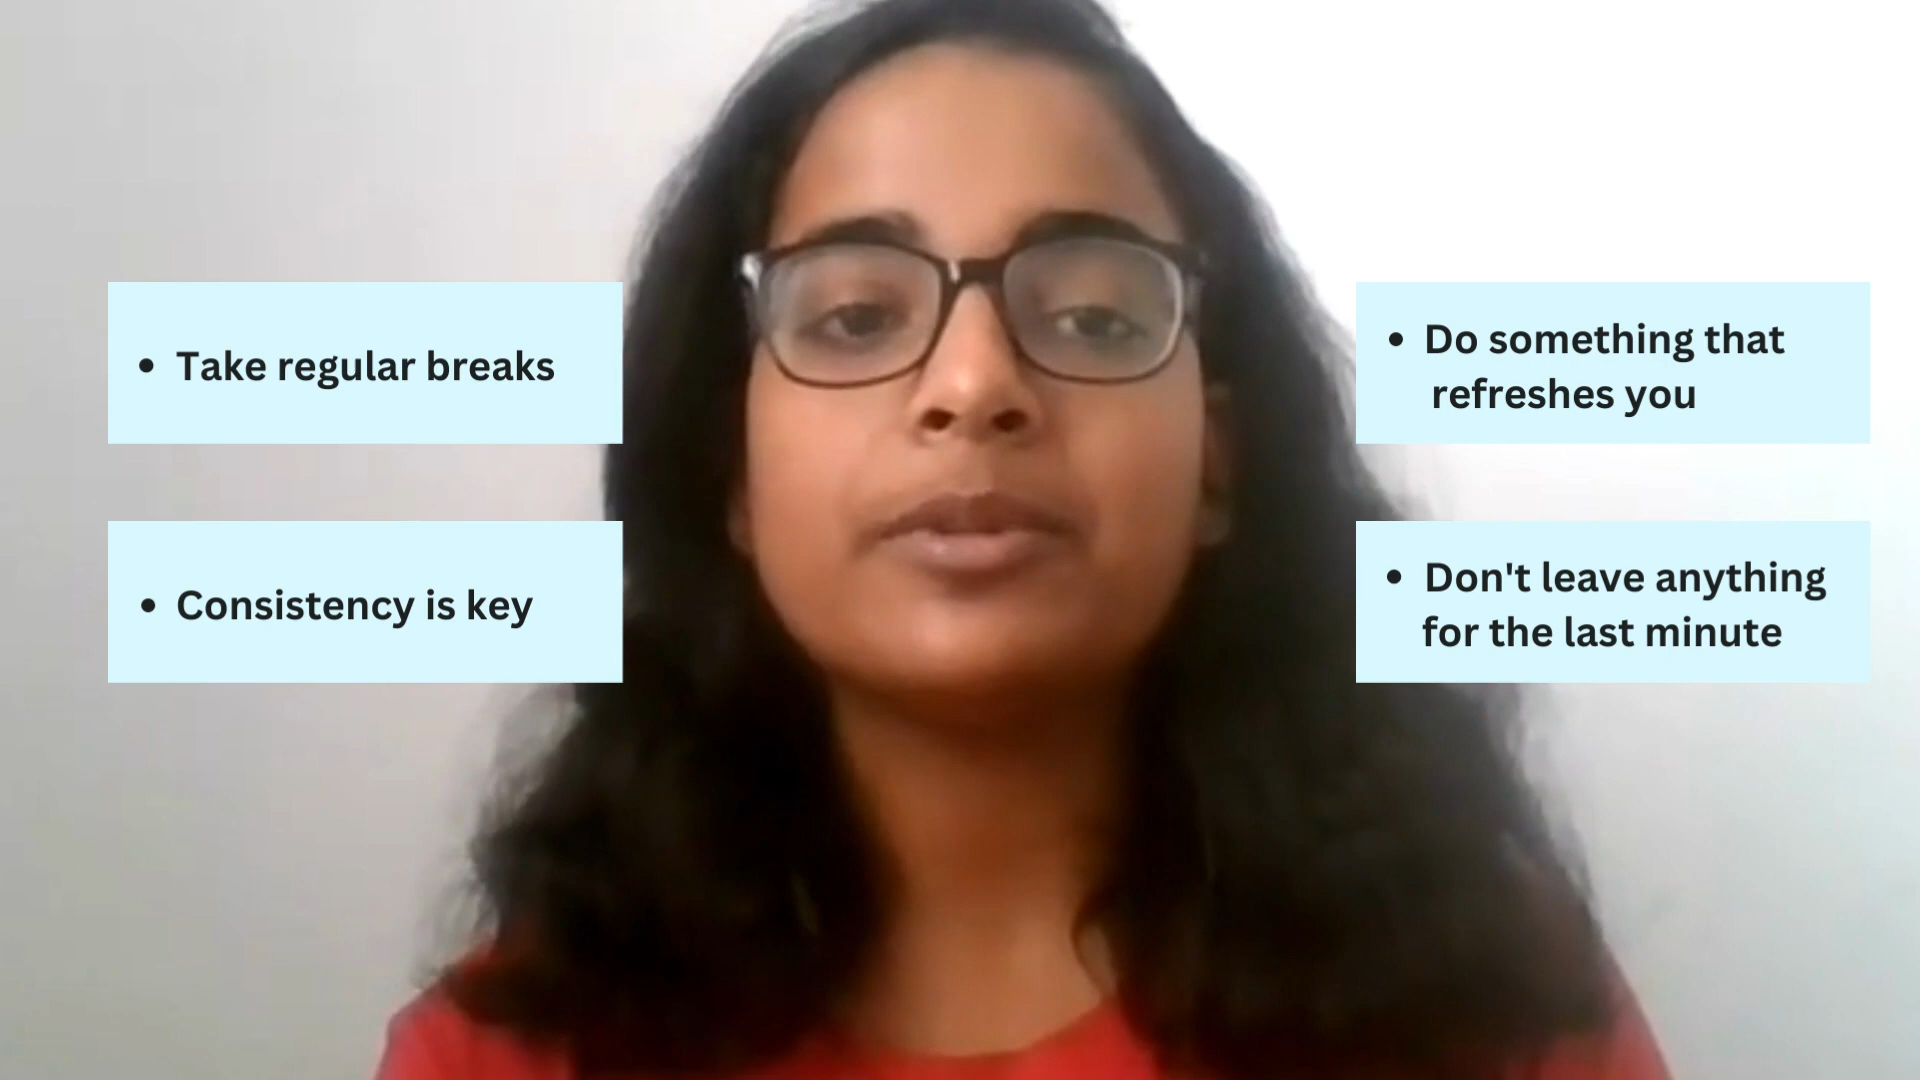 • Take regular breaks
• Consistency is key
• Do something that
refreshes you
• Don't leave anything
for the last minute